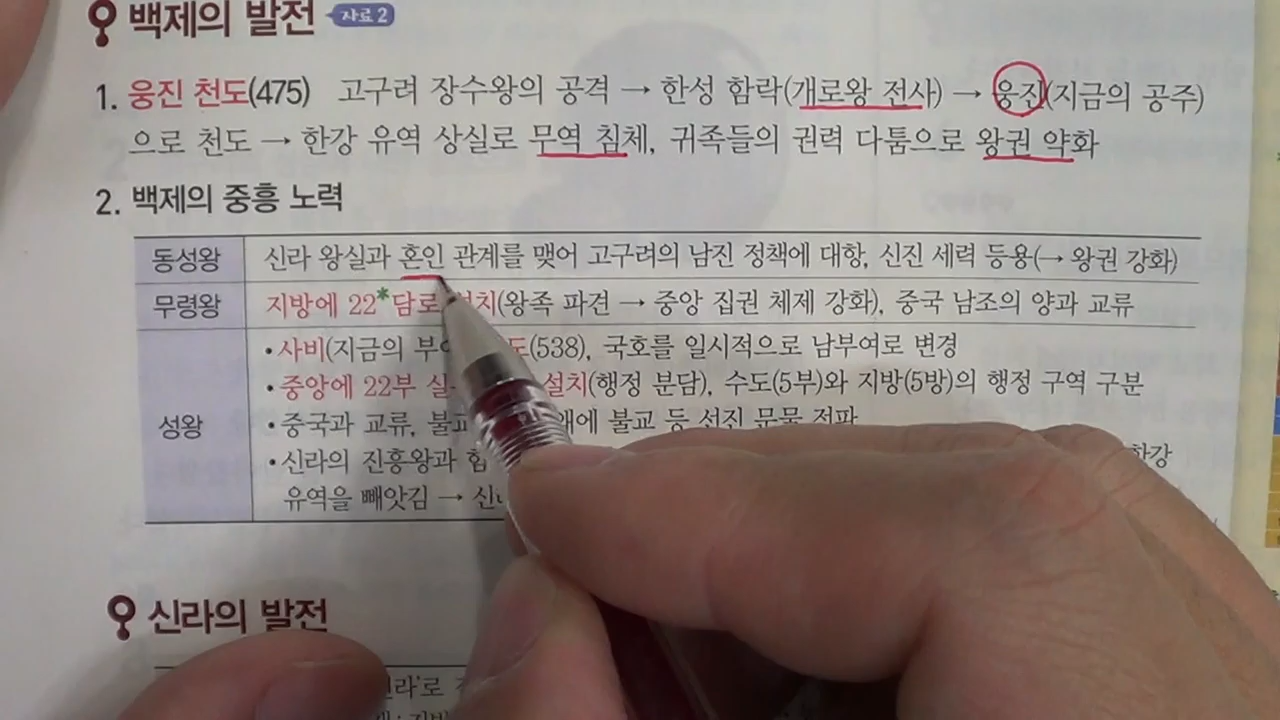 백제의 발전 자료 2
1. 웅진 천도(475) 고구려 장수왕의 공격 → 한성 함락(개로왕 전사) → 웅진(지금의 공주)
으로 천도 → 한강 유역 상실로 무역 침체, 귀족들의 권력 다툼으로 왕권 약화
2. 백제의 중흥 노력
동성왕 신라 왕실과 혼인 관계를 맺어 고구려의 남진 정책에 대항, 신진 세력 등용(→ 왕권 강화)
무령왕 지방에 22*담로 (왕족 파견 → 중앙 집권 체제 강화), 중국 남조의 양과 교류
성왕
• 사비(지금의 (538), 국호를 일시적으로 남부여로 변경
• 중앙에 22부 설치(행정 분담), 수도(5부)와 지방(5방)의 행정 구역 구분
• 중국과 교류, 불교 등 선진 문물 전파
• 신라의 진흥왕과 한강
유역을 빼앗김 →
신라의 발전